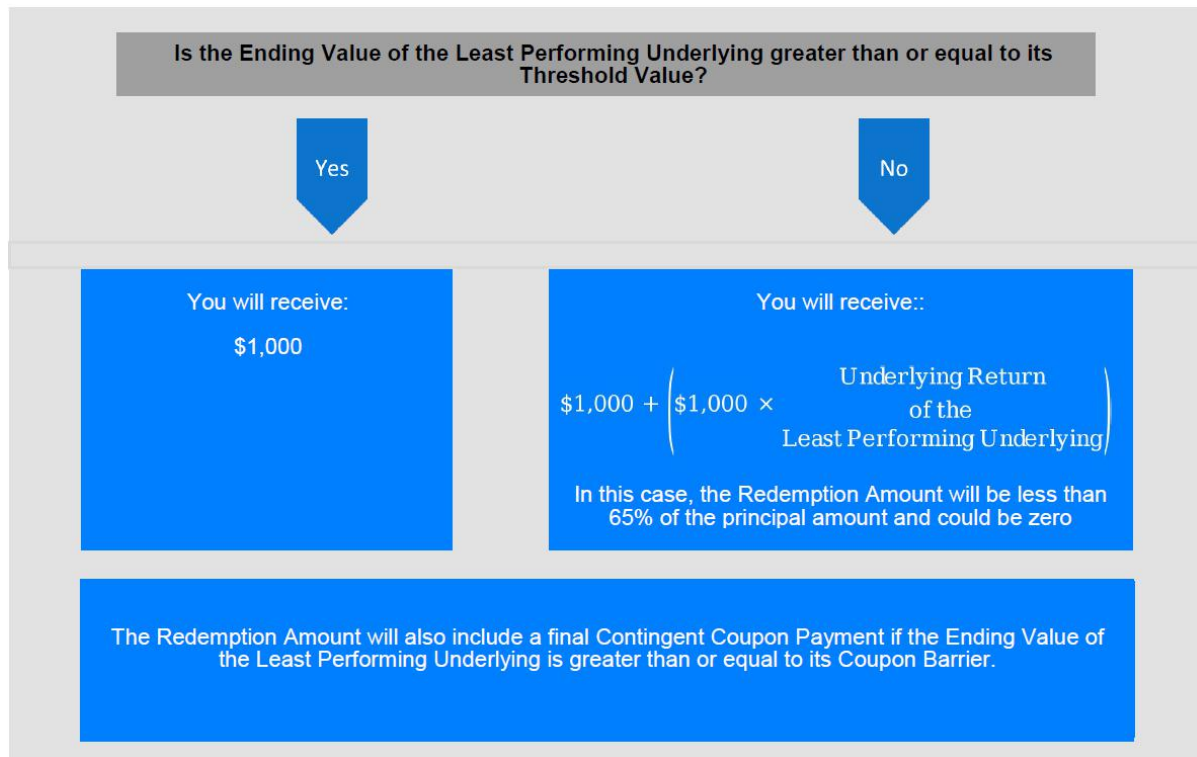 Is the Ending Value of the Least Performing Underlying greater than or equal to its
Threshold Value?
Yes
No
You will receive:
$1,000
You will receive::
$1,000 + ($1,000 × Underlying Return
of the
Least Performing Underlying)
In this case, the Redemption Amount will be less than
65% of the principal amount and could be zero
The Redemption Amount will also include a final Contingent Coupon Payment if the Ending Value of
the Least Performing Underlying is greater than or equal to its Coupon Barrier.